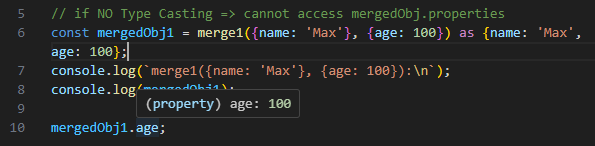 5 // if NO Type Casting => cannot access mergedObj.properties
6 const mergedObj1 = merge1({name: 'Max'}, {age: 100}) as {name: 'Max',
age: 100};
7 console.log(`merge1({name: 'Max'}, {age: 100}):\n`);
8 console.log(mergedObj1);
9 (property) age: 100
10 mergedObj1.age;